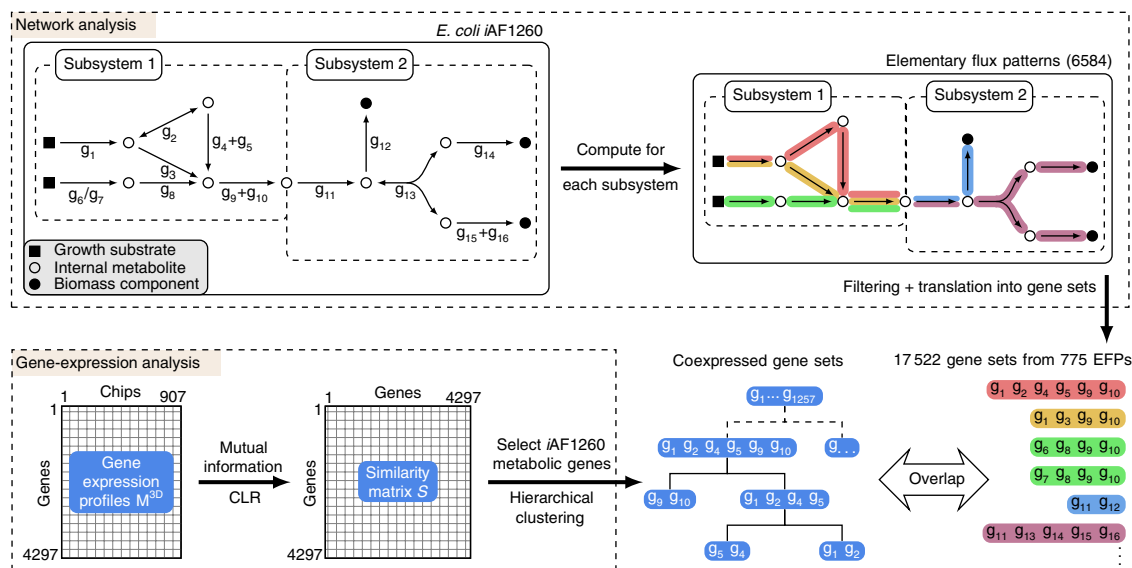 Network analysis
E. coli iAF1260
Subsystem 1
Subsystem 2
g1
g2
g3
g4+g5
g6/g7
g8
g9+g10
g11
g12
g13
g14
g15+g16
Growth substrate
Internal metabolite
Biomass component
Compute for
each subsystem
Elementary flux patterns (6584)
Subsystem 1
Subsystem 2
Filtering + translation into gene sets
Gene-expression analysis
Chips
1 907
1
Genes
4297
Gene
expression
profiles M3D
Mutual
information
CLR
Genes
1 4297
1
Genes
4297
Similarity
matrix S
Select iAF1260
metabolic genes
Hierarchical
clustering
Coexpressed gene sets
g1... g1257
g1 g2 g4 g5 g9 g10
g...
g9 g10
g1 g2 g4 g5
g5 g4
g1 g2
Overlap
17 522 gene sets from 775 EFPs
g1 g2 g4 g5 g9 g10
g1 g3 g9 g10
g6 g8 g9 g10
g7 g8 g9 g10
g11 g12
g11 g13 g14 g15 g16